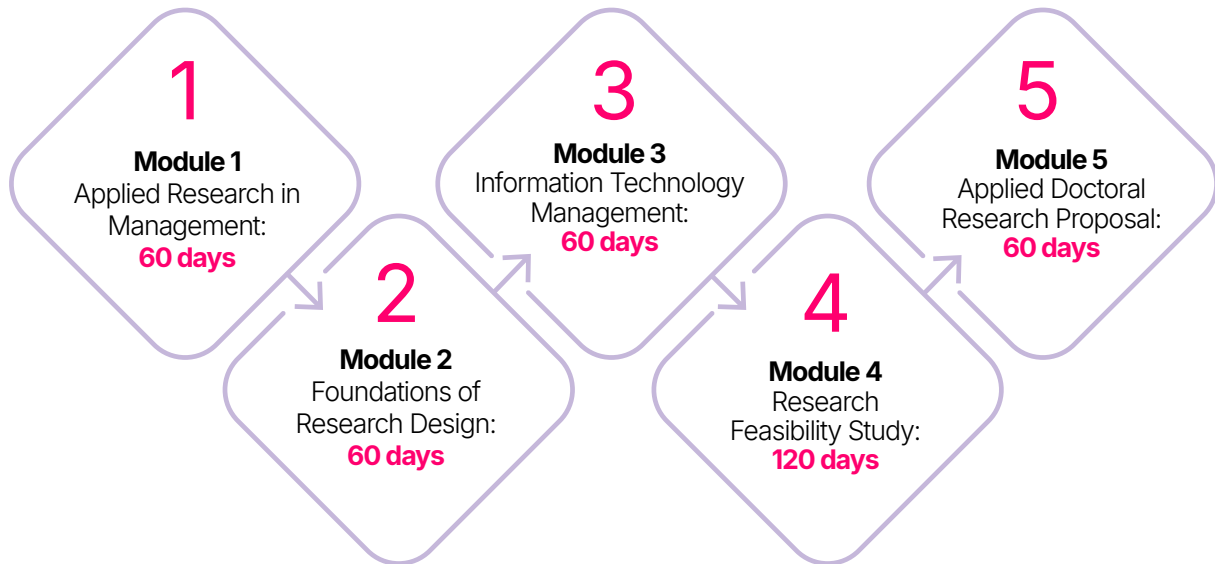 1
Module 1
Applied Research in
Management:
60 days
2
Module 2
Foundations of
Research Design:
60 days
3
Module 3
Information Technology
Management:
60 days
4
Module 4
Research
Feasibility Study:
120 days
5
Module 5
Applied Doctoral
Research Proposal:
60 days